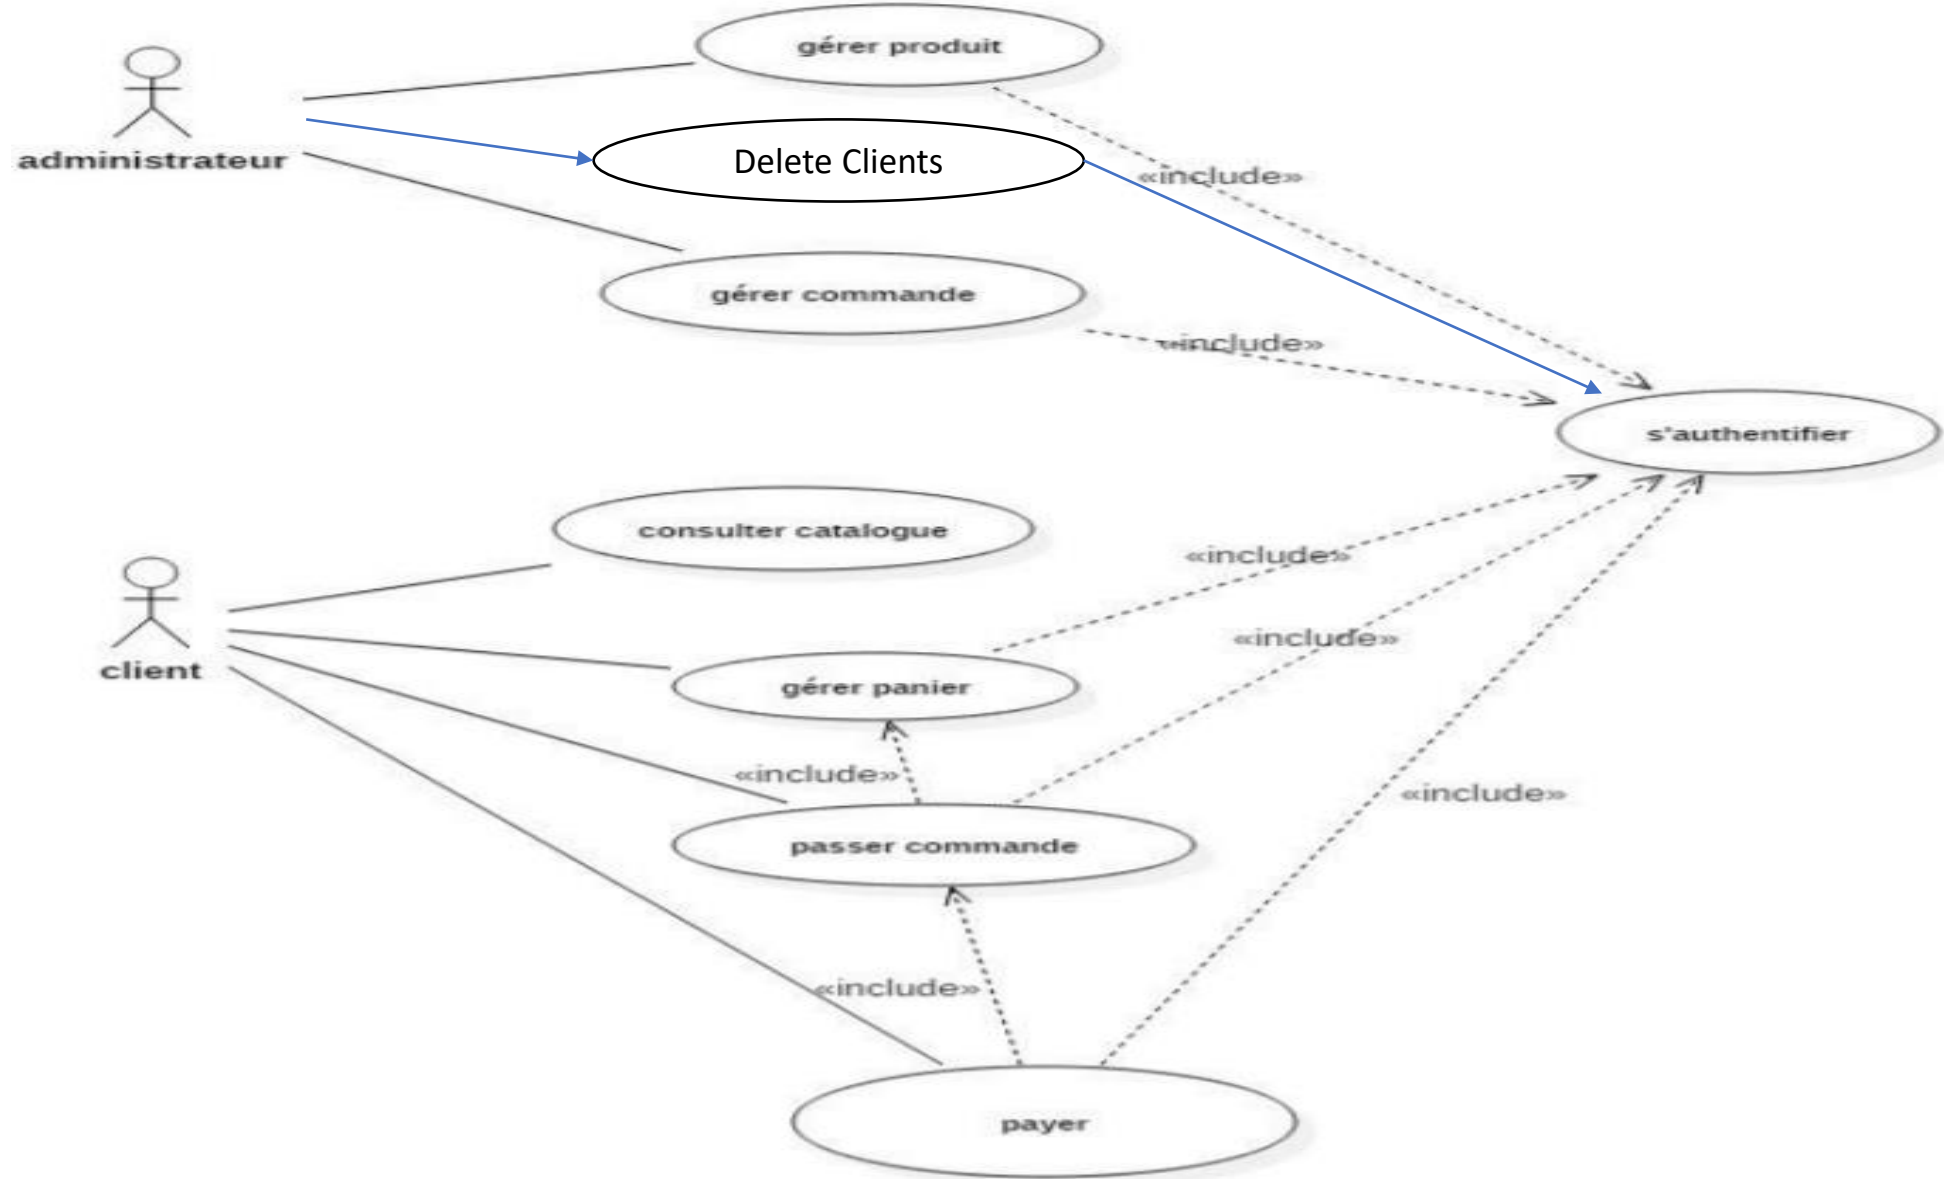 gérer produit
administrateur
Delete Clients
«include»
gérer commande
«include»
s'authentifier
consulter catalogue
«include»
client
«include»
gérer panier
«include»
«include»
passer commande
«include»
payer